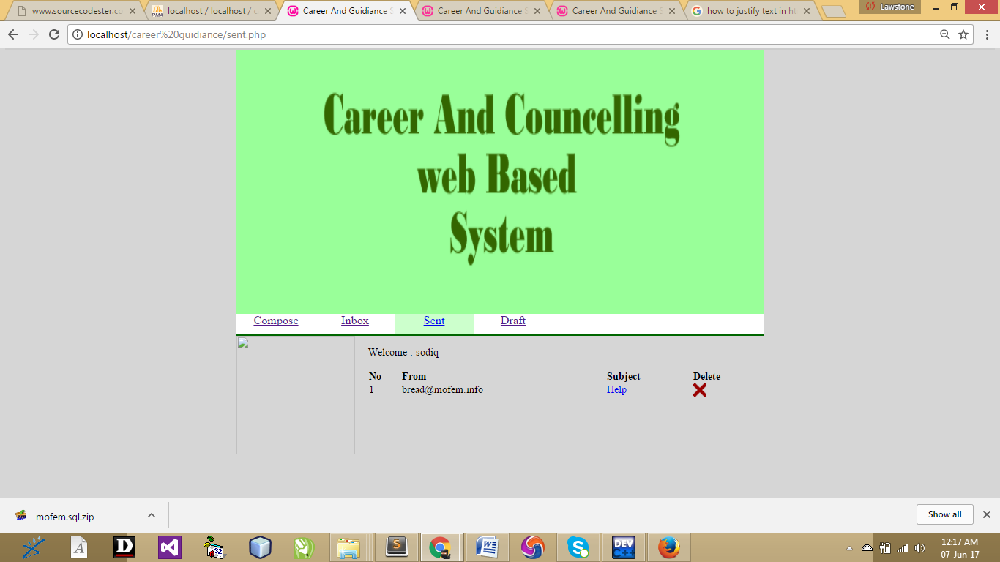 www.sourcecodester.cc
localhost / localhost / c
Career And Guidiance S
Career And Guidiance S
Career And Guidiance S
how to justify text in ht
Lawstone
localhost/career%20guidiance/sent.php
Career And Councelling
web Based
System
Compose Inbox Sent Draft
Welcome : sodiq
No From Subject Delete
1 bread@mofem.info Help
mofem.sql.zip
Show all
12:17 AM
07-Jun-17